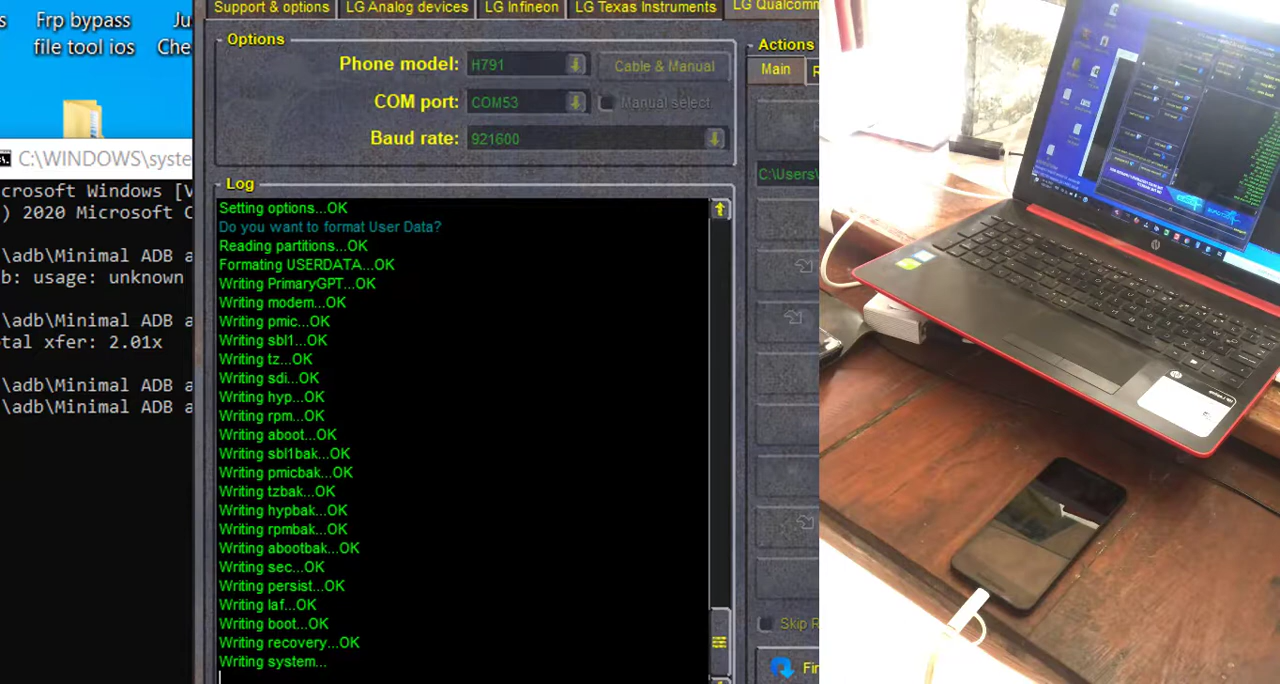 Frp bypass
file tool ios
Ju
Che
C:\WINDOWS\syste
crosoft Windows [V
) 2020 Microsoft C
\adb\Minimal ADB a
b: usage: unknown
\adb\Minimal ADB a
tal xfer: 2.01x
\adb\Minimal ADB a
\adb\Minimal ADB a
Support & options
LG Analog devices
LG Infineon
LG Texas Instruments
LG Qualcomm
Options
Phone model: H791
Cable & Manual
COM port: COM53
Manual select
Baud rate: 921600
Actions
Main
C:\Users\
Log
Setting options...OK
Do you want to format User Data?
Reading partitions...OK
Formating USERDATA...OK
Writing PrimaryGPT...OK
Writing modem...OK
Writing pmic...OK
Writing sbl1...OK
Writing tz...OK
Writing sdi...OK
Writing hyp...OK
Writing rpm...OK
Writing aboot...OK
Writing sbl1bak...OK
Writing pmicbak...OK
Writing tzbak...OK
Writing hypbak...OK
Writing rpmbak...OK
Writing abootbak...OK
Writing sec...OK
Writing persist...OK
Writing laf...OK
Writing boot...OK
Writing recovery...OK
Writing system...
Skip R
Fir
hp